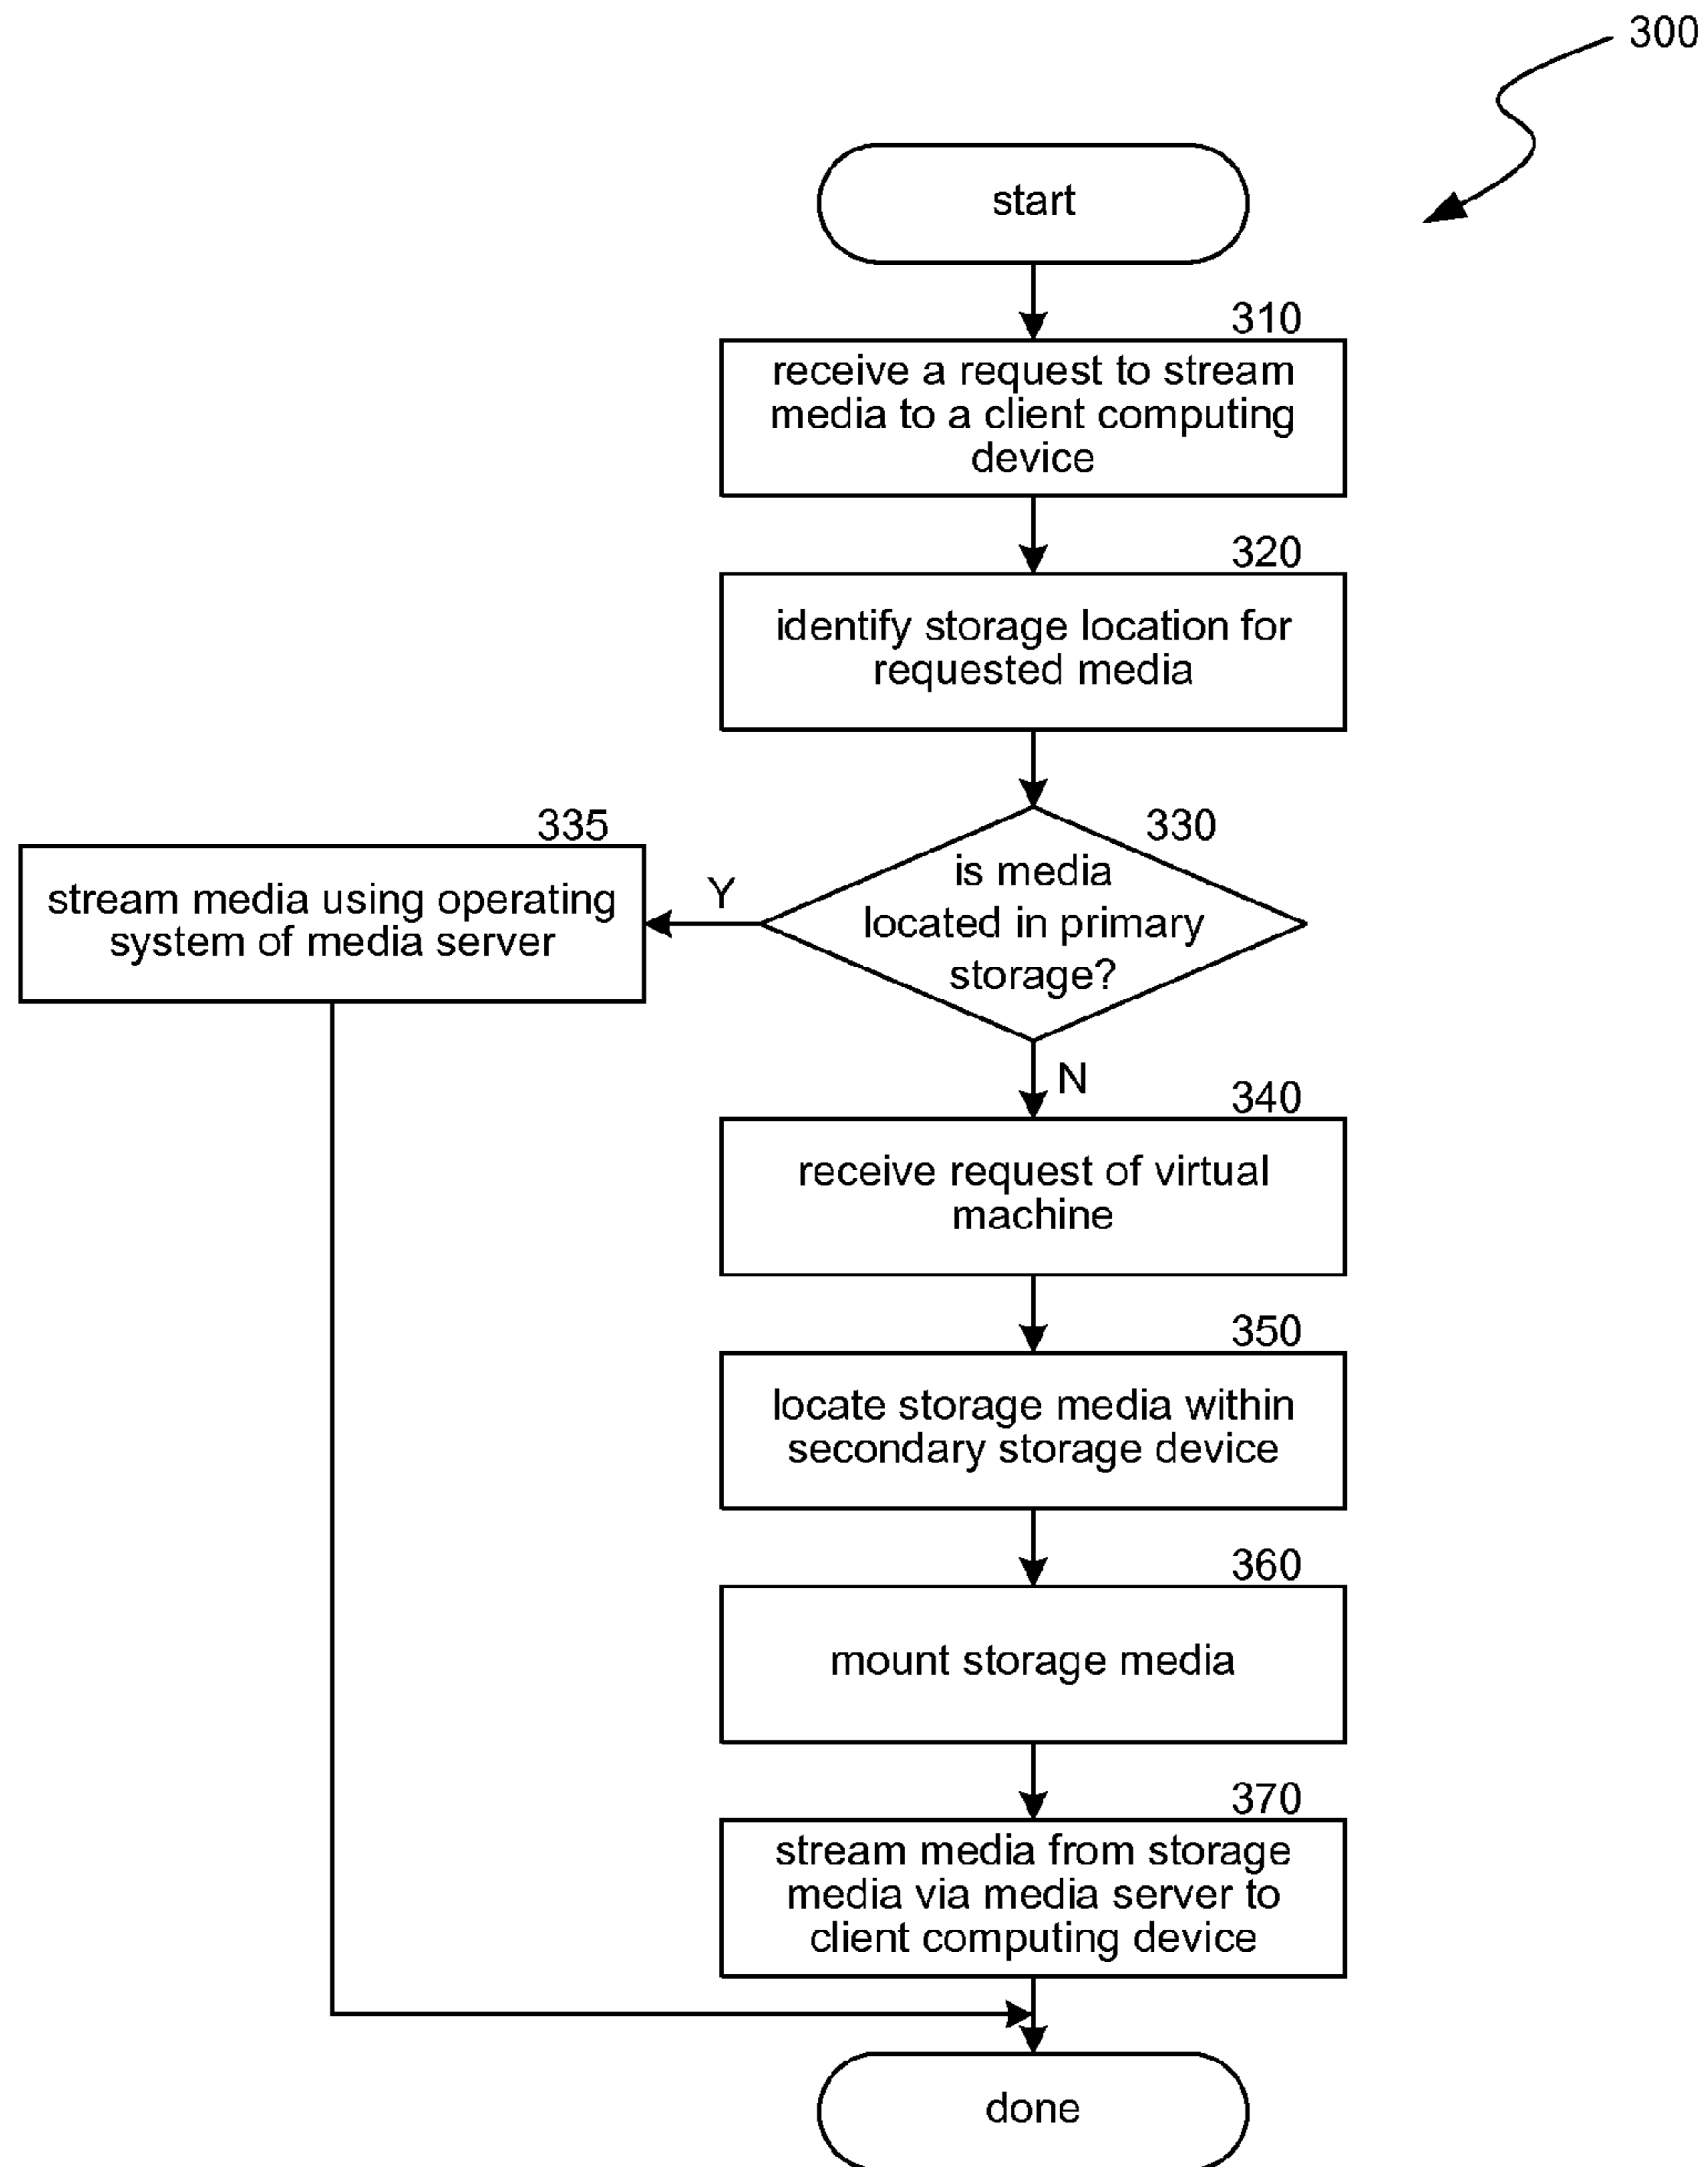 300
start
310
receive a request to stream
media to a client computing
device
320
identify storage location for
requested media
330
is media
located in primary
storage?
Y
335
stream media using operating
system of media server
N
340
receive request of virtual
machine
350
locate storage media within
secondary storage device
360
mount storage media
370
stream media from storage
media via media server to
client computing device
done